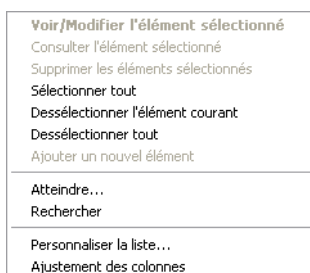 Voir/Modifier l'élément sélectionné
Consulter l'élément sélectionné
Supprimer les éléments sélectionnés
Sélectionner tout
Dessélectionner l'élément courant
Dessélectionner tout
Ajouter un nouvel élément
Atteindre...
Rechercher
Personnaliser la liste...
Ajustement des colonnes